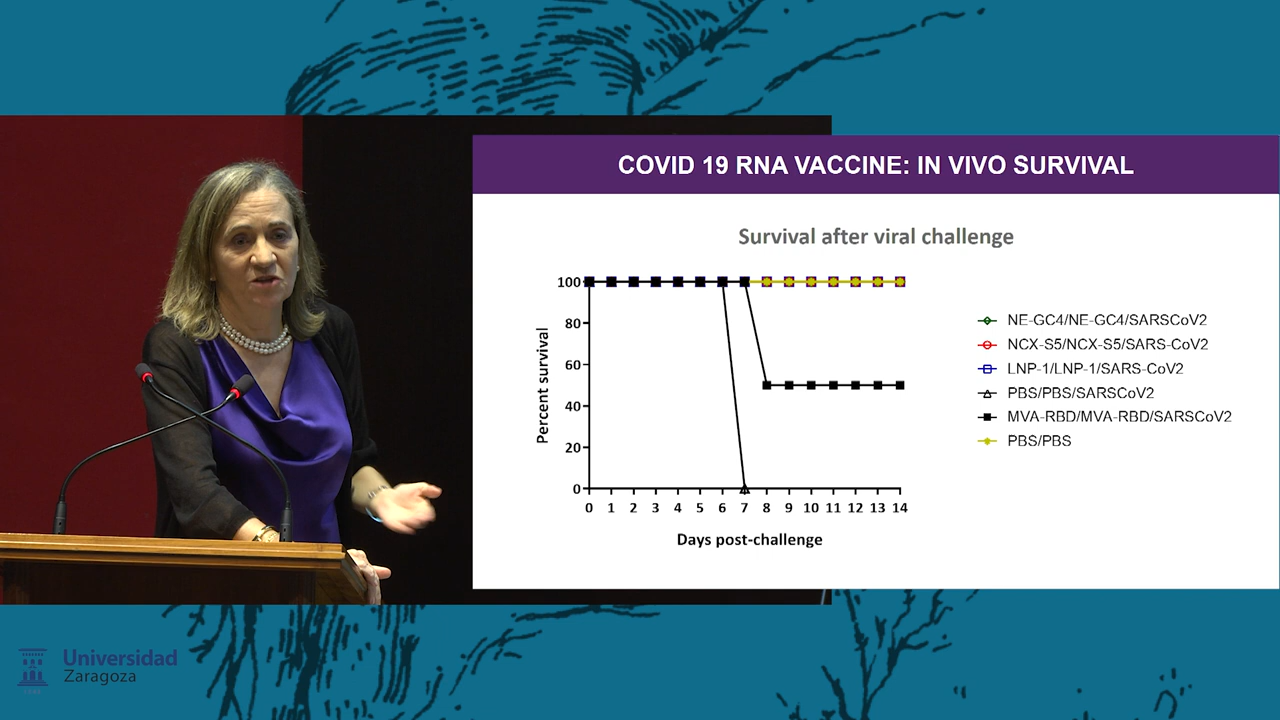 COVID 19 RNA VACCINE: IN VIVO SURVIVAL
Survival after viral challenge
100
80
60
40
20
0
Percent survival
0 1 2 3 4 5 6 7 8 9 10 11 12 13 14
Days post-challenge
NE-GC4/NE-GC4/SARSCoV2
NCX-S5/NCX-S5/SARS-CoV2
LNP-1/LNP-1/SARS-CoV2
PBS/PBS/SARSCoV2
MVA-RBD/MVA-RBD/SARSCoV2
PBS/PBS
Universidad
Zaragoza